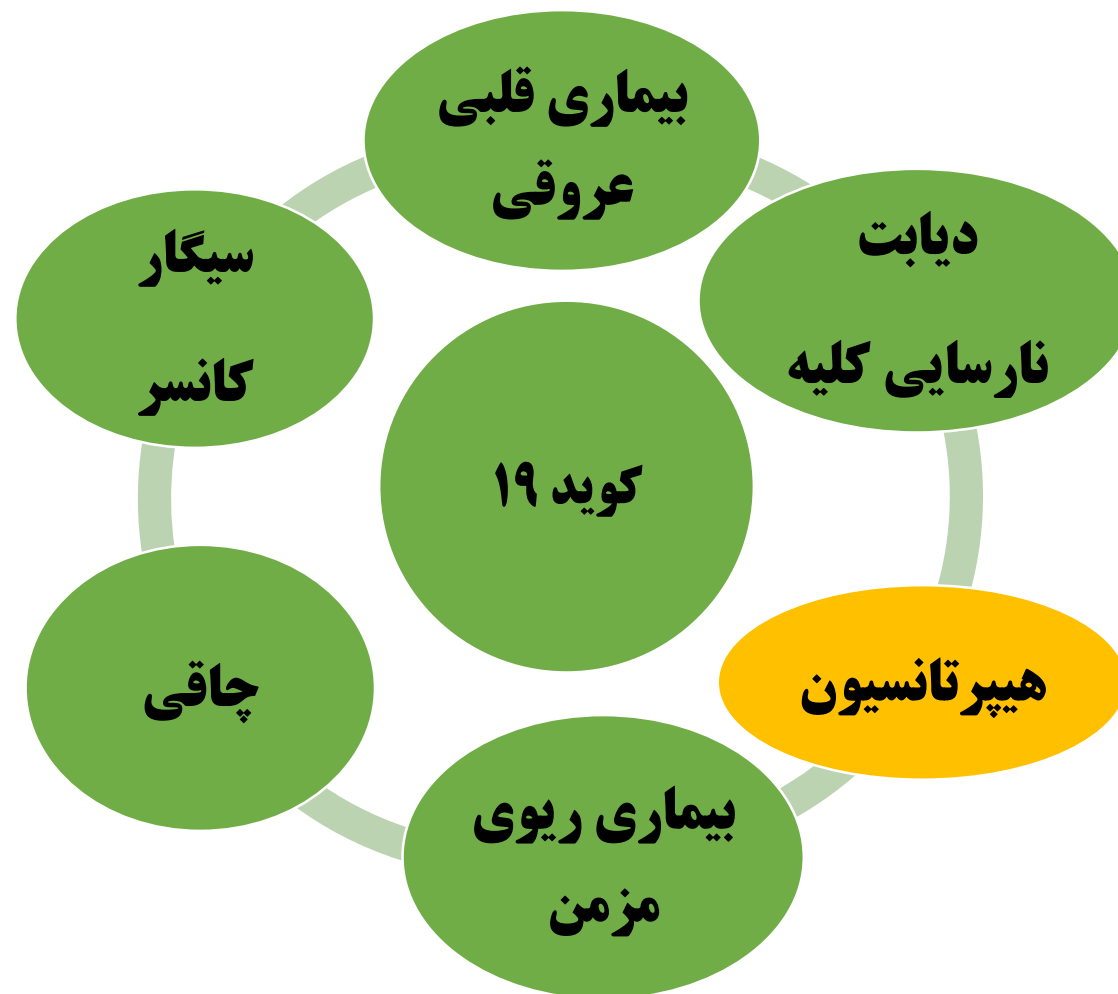 بیماری قلبی
عروقی
دیابت
نارسایی کلیه
هیپرتانسیون
بیماری ریوی
مزمن
چاقی
سیگار
کانسر
کوید ۱۹